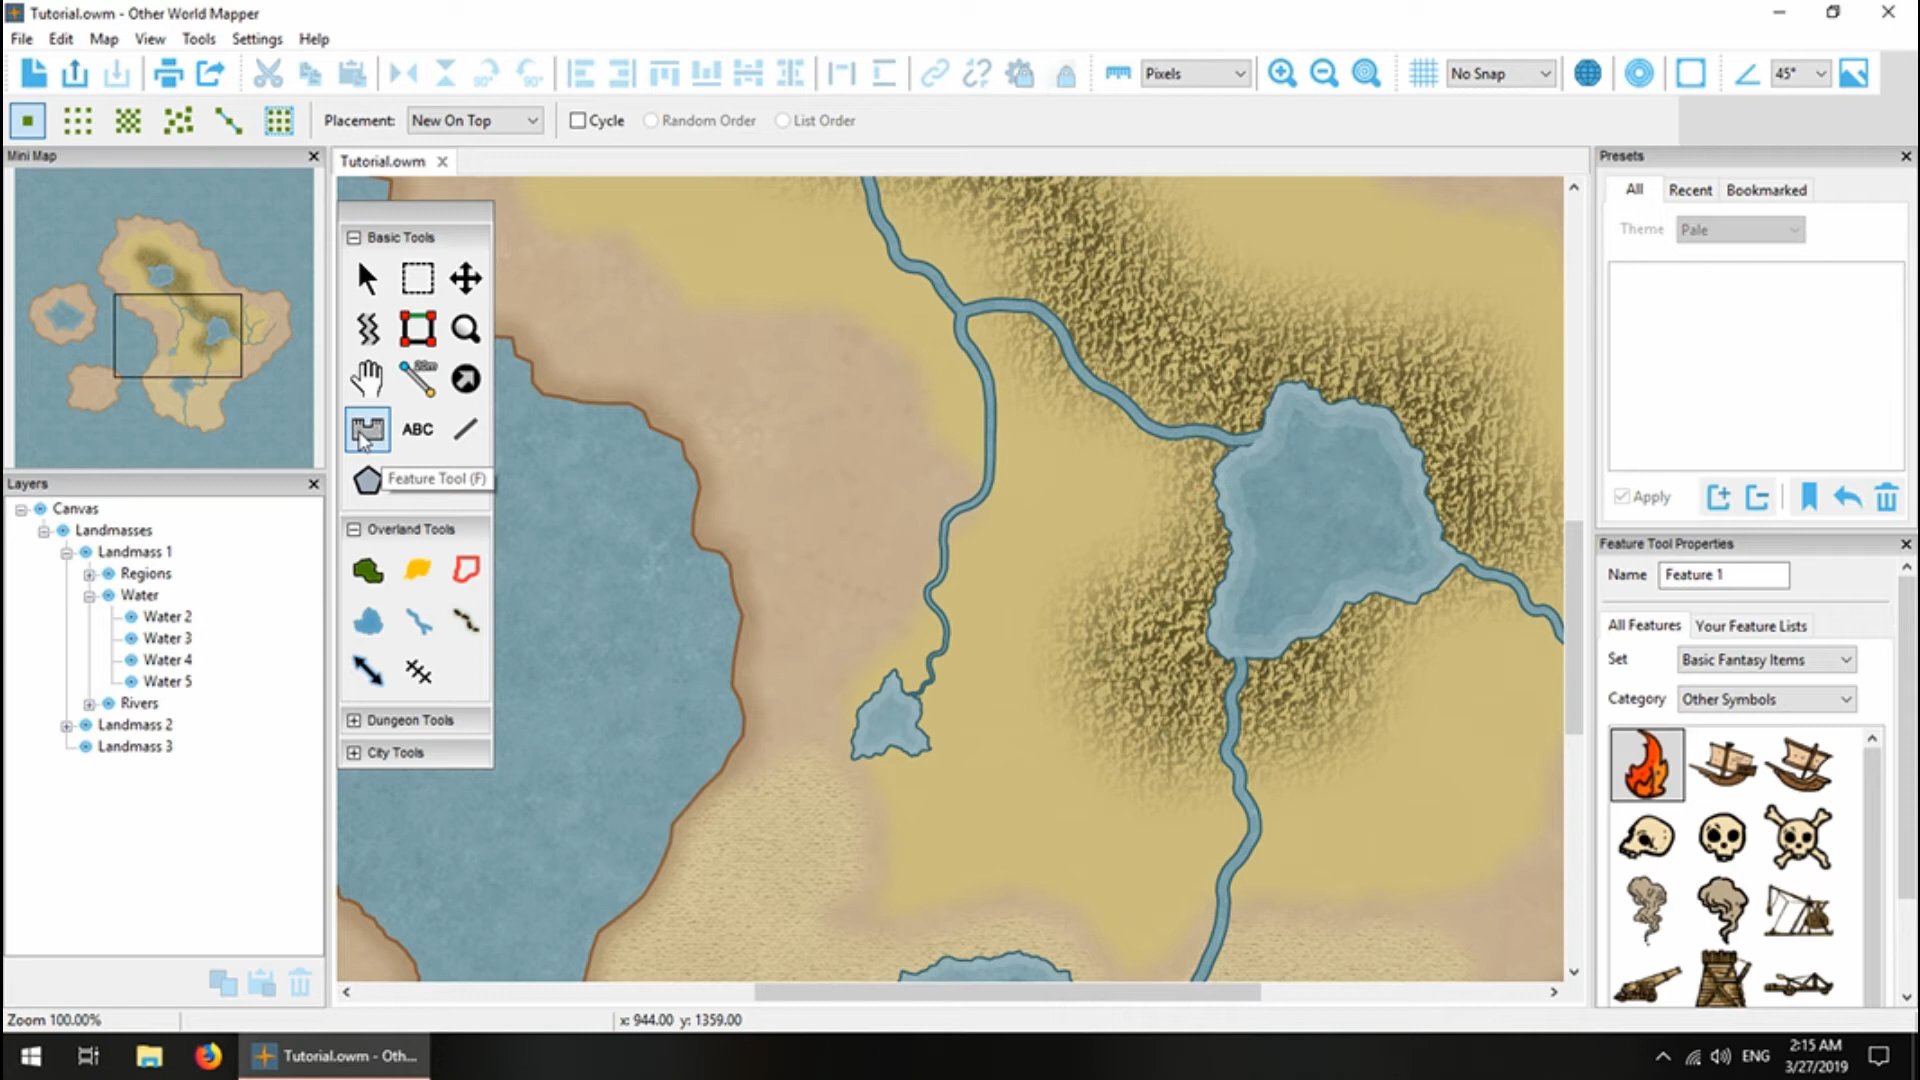 Tutorial.owm - Other World Mapper
File Edit Map View Tools Settings Help
Pixels No Snap 45°
Placement: New On Top Cycle Random Order List Order
Mini Map
Tutorial.owm
Presets
All Recent Bookmarked
Theme Pale
Apply
Basic Tools
20m
ABC
Feature Tool (F)
Overland Tools
Dungeon Tools
City Tools
Layers
Canvas
Landmasses
Landmass 1
Regions
Water
Water 2
Water 3
Water 4
Water 5
Rivers
Landmass 2
Landmass 3
Feature Tool Properties
Name Feature 1
All Features Your Feature Lists
Set Basic Fantasy Items
Category Other Symbols
Zoom 100.00% x: 944.00 y: 1359.00
Tutorial.owm - Oth...
ENG
2:15 AM
3/27/2019